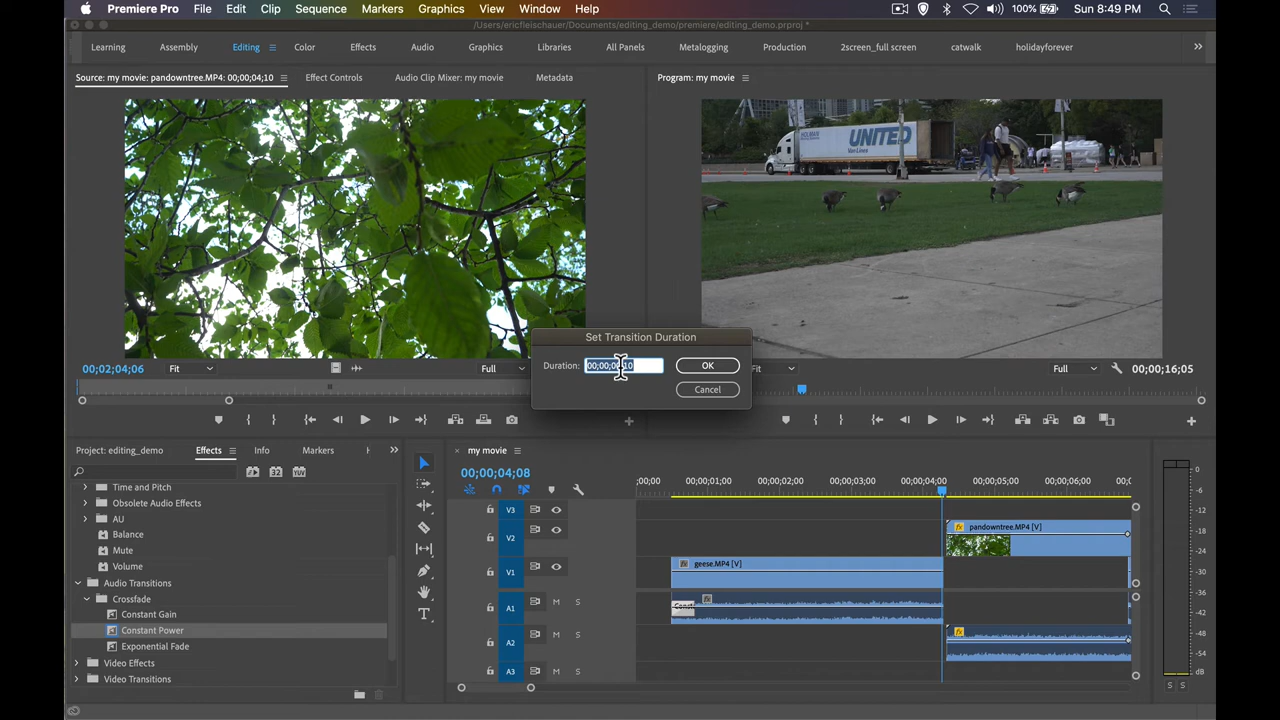 Premiere Pro File Edit Clip Sequence Markers Graphics View Window Help 100% Sun 8:49 PM
/Users/ericfleischauer/Documents/editing_demo/premiere/editing_demo.prproj *
Learning Assembly Editing Color Effects Audio Graphics Libraries All Panels Metalogging Production 2screen_full screen catwalk holidayforever
Source: my movie: pandowntree.MP4: 00;00;04;10 Effect Controls Audio Clip Mixer: my movie Metadata
Program: my movie
UNITED
Van Lines
Set Transition Duration
Duration: OK
Cancel
00;02;04;06 Fit Full
Fit Full 00;00;16;05
Project: editing_demo Effects Info Markers
my movie
00;00;04;08
;00;00 00;00;01;00 00;00;02;00 00;00;03;00 00;00;04;00 00;00;05;00 00;00;06;00
Time and Pitch
Obsolete Audio Effects
AU
Balance
Mute
Volume
Audio Transitions
Crossfade
Constant Gain
Constant Power
Exponential Fade
Video Effects
Video Transitions
V3
V2 fx pandowntree.MP4 [V]
V1 fx geese.MP4 [V]
A1 M S Const fx
A2 M S fx
A3 M S
0
-6
-12
-18
-24
-30
-36
-42
-48
-54
dB
S S